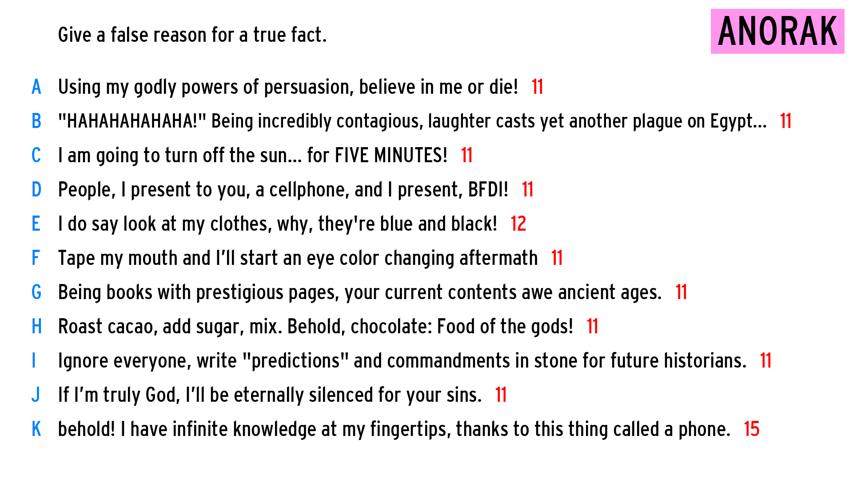 Give a false reason for a true fact.
ANORAK
A Using my godly powers of persuasion, believe in me or die! 11
B "HAHAHAHAHAHA!" Being incredibly contagious, laughter casts yet another plague on Egypt... 11
C I am going to turn off the sun... for FIVE MINUTES! 11
D People, I present to you, a cellphone, and I present, BFDI! 11
E I do say look at my clothes, why, they're blue and black! 12
F Tape my mouth and I’ll start an eye color changing aftermath 11
G Being books with prestigious pages, your current contents awe ancient ages. 11
H Roast cacao, add sugar, mix. Behold, chocolate: Food of the gods! 11
I Ignore everyone, write "predictions" and commandments in stone for future historians. 11
J If I’m truly God, I’ll be eternally silenced for your sins. 11
K behold! I have infinite knowledge at my fingertips, thanks to this thing called a phone. 15